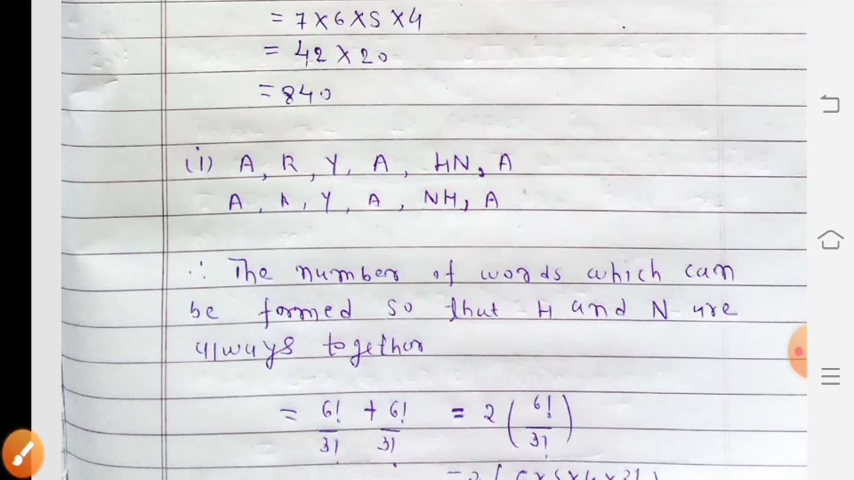 = 7 × 6 × 5 × 4
= 42 × 20
= 840
(i) A, R, Y, A, HN, A
A, R, Y, A, NH, A
∴ The number of words which can
be formed so that H and N are
always together
= 6!/3! + 6!/3! = 2 (6!/3!)